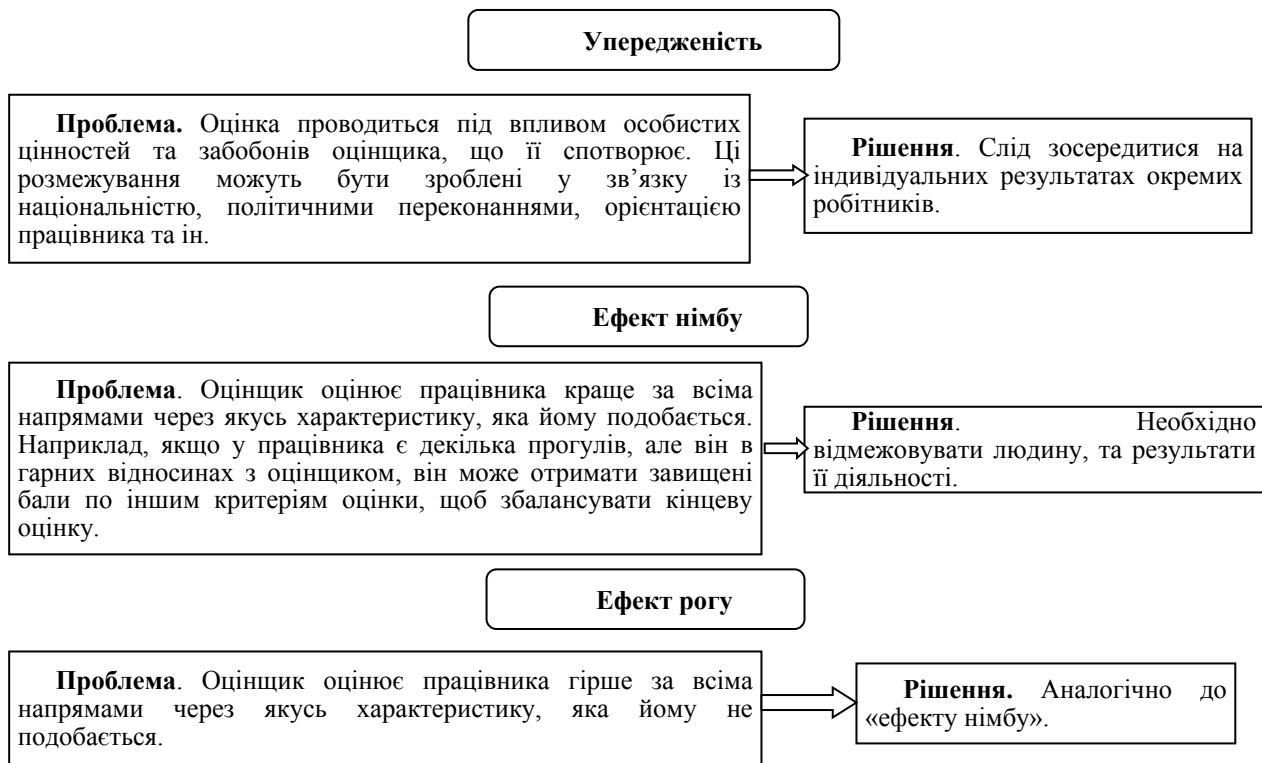 Упередженість
Проблема. Оцінка проводиться під впливом особистих
цінностей та забобонів оцінщика, що її спотворює. Ці
розмежування можуть бути зроблені у зв’язку із
національністю, політичними переконаннями, орієнтацією
працівника та ін.
Рішення. Слід зосередитися на
індивідуальних результатах окремих
робітників.
Ефект німбу
Проблема. Оцінщик оцінює працівника краще за всіма
напрямами через якусь характеристику, яка йому подобається.
Наприклад, якщо у працівника є декілька прогулів, але він в
гарних відносинах з оцінщиком, він може отримати завищені
бали по іншим критеріям оцінки, щоб збалансувати кінцеву
оцінку.
Рішення. Необхідно
відмежовувати людину, та результати
її діяльності.
Ефект рогу
Проблема. Оцінщик оцінює працівника гірше за всіма
напрямами через якусь характеристику, яка йому не
подобається.
Рішення. Аналогічно до
«ефекту німбу».